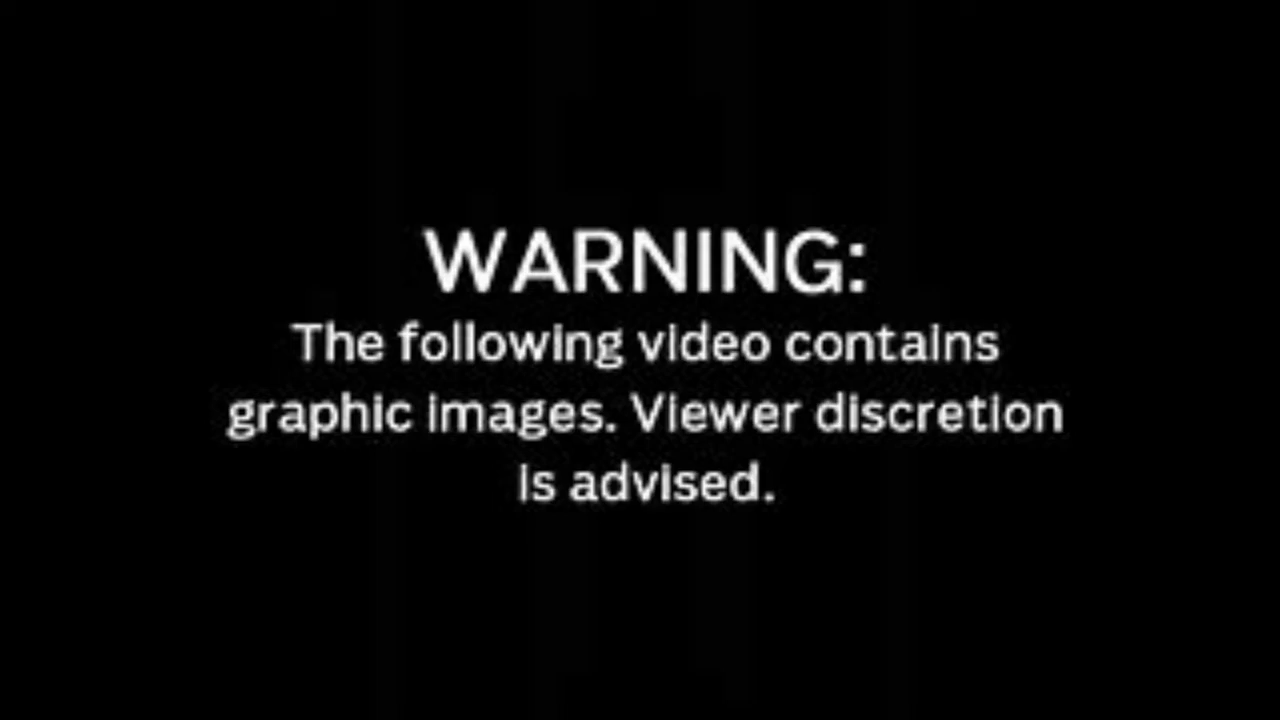 WARNING:
The following video contains
graphic images. Viewer discretion
is advised.